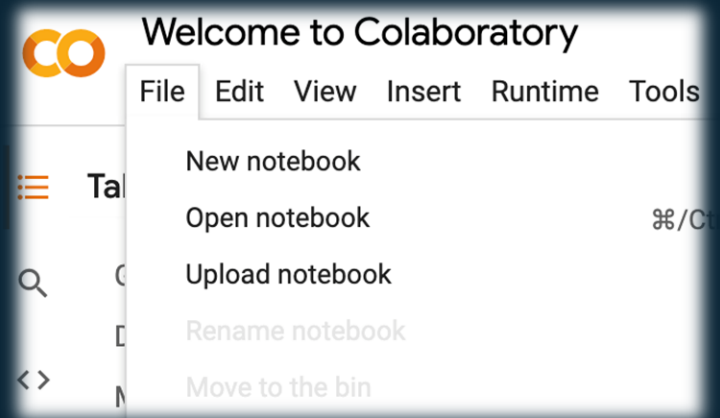 Welcome to Colaboratory
File Edit View Insert Runtime Tools
New notebook
Open notebook ⌘/Ct
Upload notebook
Rename notebook
Move to the bin